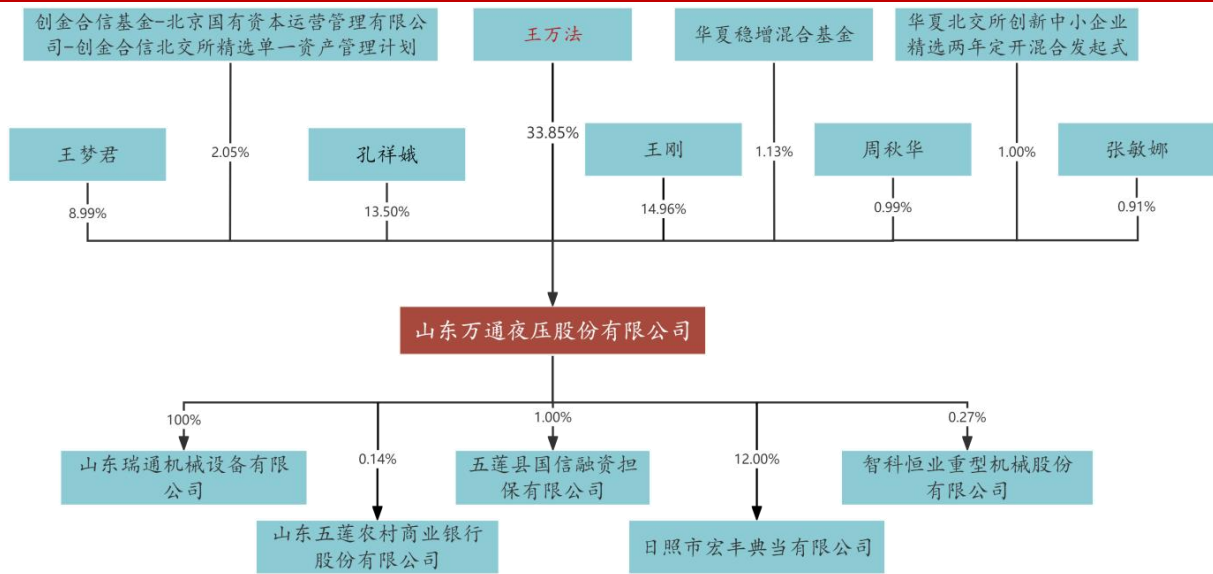 创金合信基金-北京国有资本运营管理有限公
司-创金合信北交所精选单一资产管理计划
王万法
华夏稳增混合基金
华夏北交所创新中小企业
精选两年定开混合发起式
王梦君
2.05%
孔祥娥
33.85%
王刚
1.13%
周秋华
1.00%
张敏娜
8.99%
13.50%
14.96%
0.99%
0.91%
山东万通夜压股份有限公司
100%
0.14%
1.00%
12.00%
0.27%
山东瑞通机械设备有限
公司
五莲县国信融资担
保有限公司
智科恒业重型机械股份
有限公司
山东五莲农村商业银行
股份有限公司
日照市宏丰典当有限公司